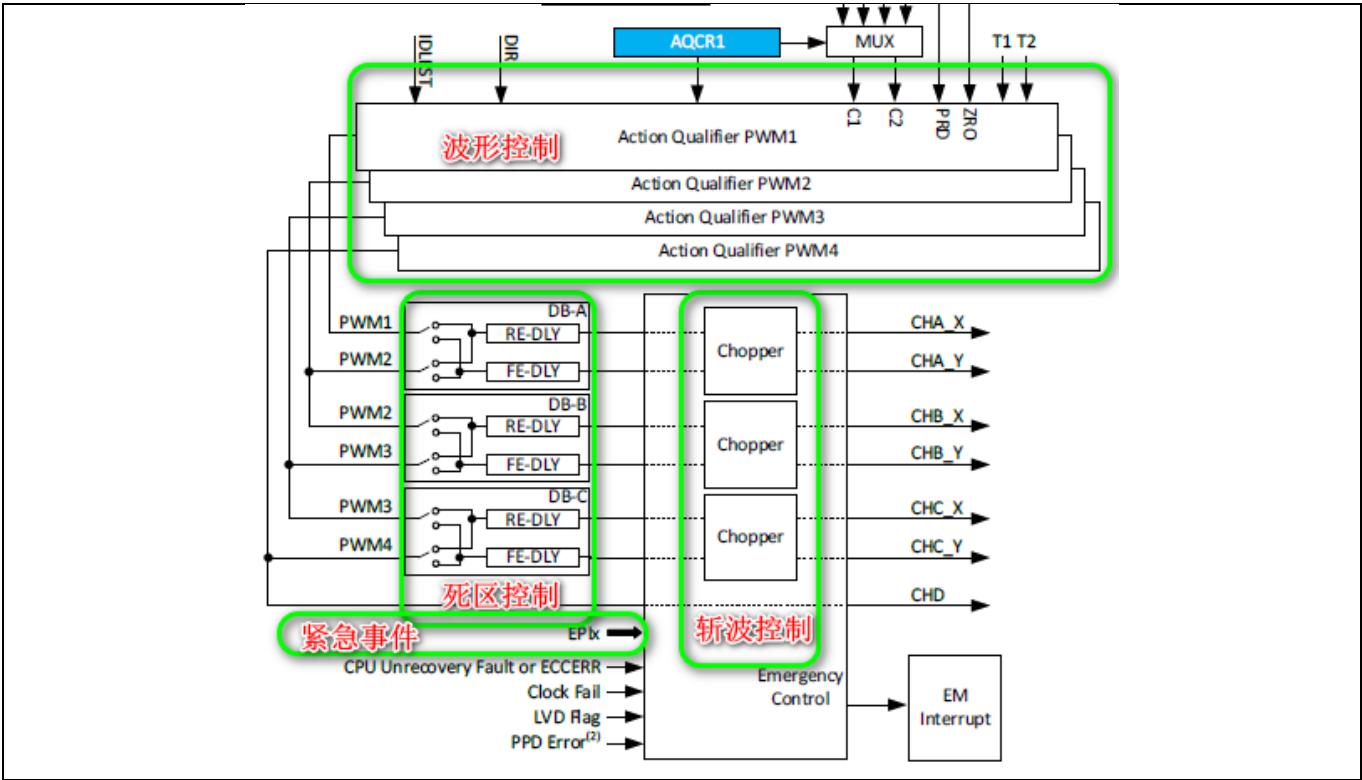 IDLEST
DIR
AQCR1
MUX
T1 T2
C1
C2
PRD
ZRO
波形控制
Action Qualifier PWM1
Action Qualifier PWM2
Action Qualifier PWM3
Action Qualifier PWM4
DB-A
PWM1
RE-DLY
CHA_X
Chopper
PWM2
FE-DLY
CHA_Y
DB-B
PWM2
RE-DLY
CHB_X
Chopper
PWM3
FE-DLY
CHB_Y
DB-C
PWM3
RE-DLY
CHC_X
Chopper
PWM4
FE-DLY
CHC_Y
死区控制
CHD
紧急事件
EPIx
斩波控制
CPU Unrecovery Fault or ECCERR
Clock Fail
LVD Flag
PPD Error(2)
Emergency
Control
EM
Interrupt